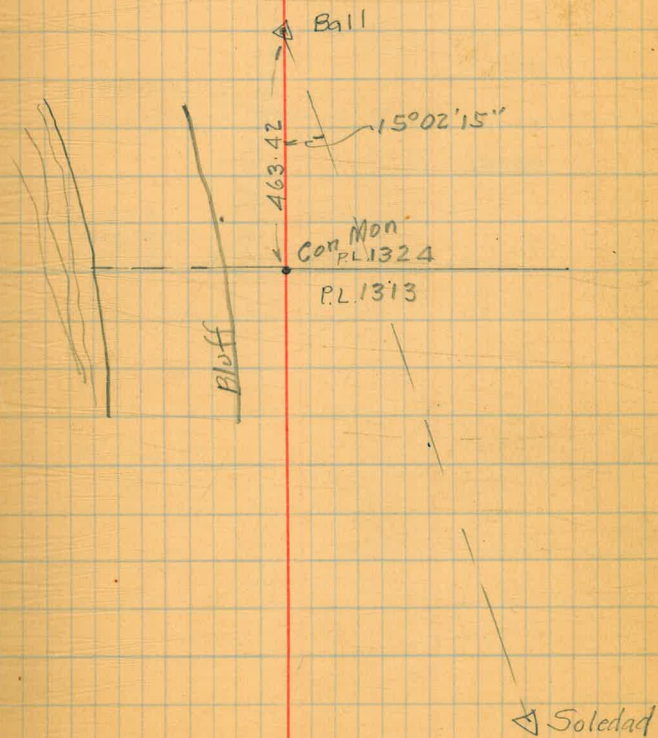 Ball
15°02'15"
463.42
Con Mon
P.L. 1324
P.L. 1313
Bluff
Soledad